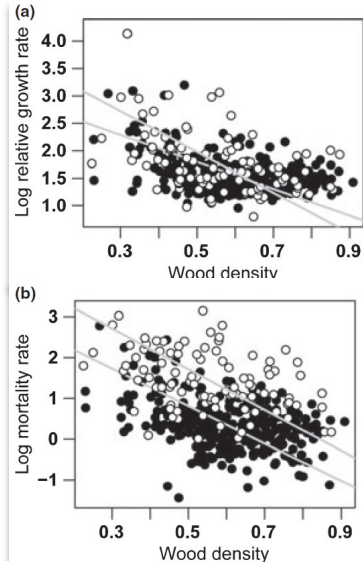 (a)
Log relative growth rate
4.0
3.5
3.0
2.5
2.0
1.5
1.0
0.3 0.5 0.7 0.9
Wood density
(b)
Log mortality rate
3
2
1
0
−1
0.3 0.5 0.7 0.9
Wood density